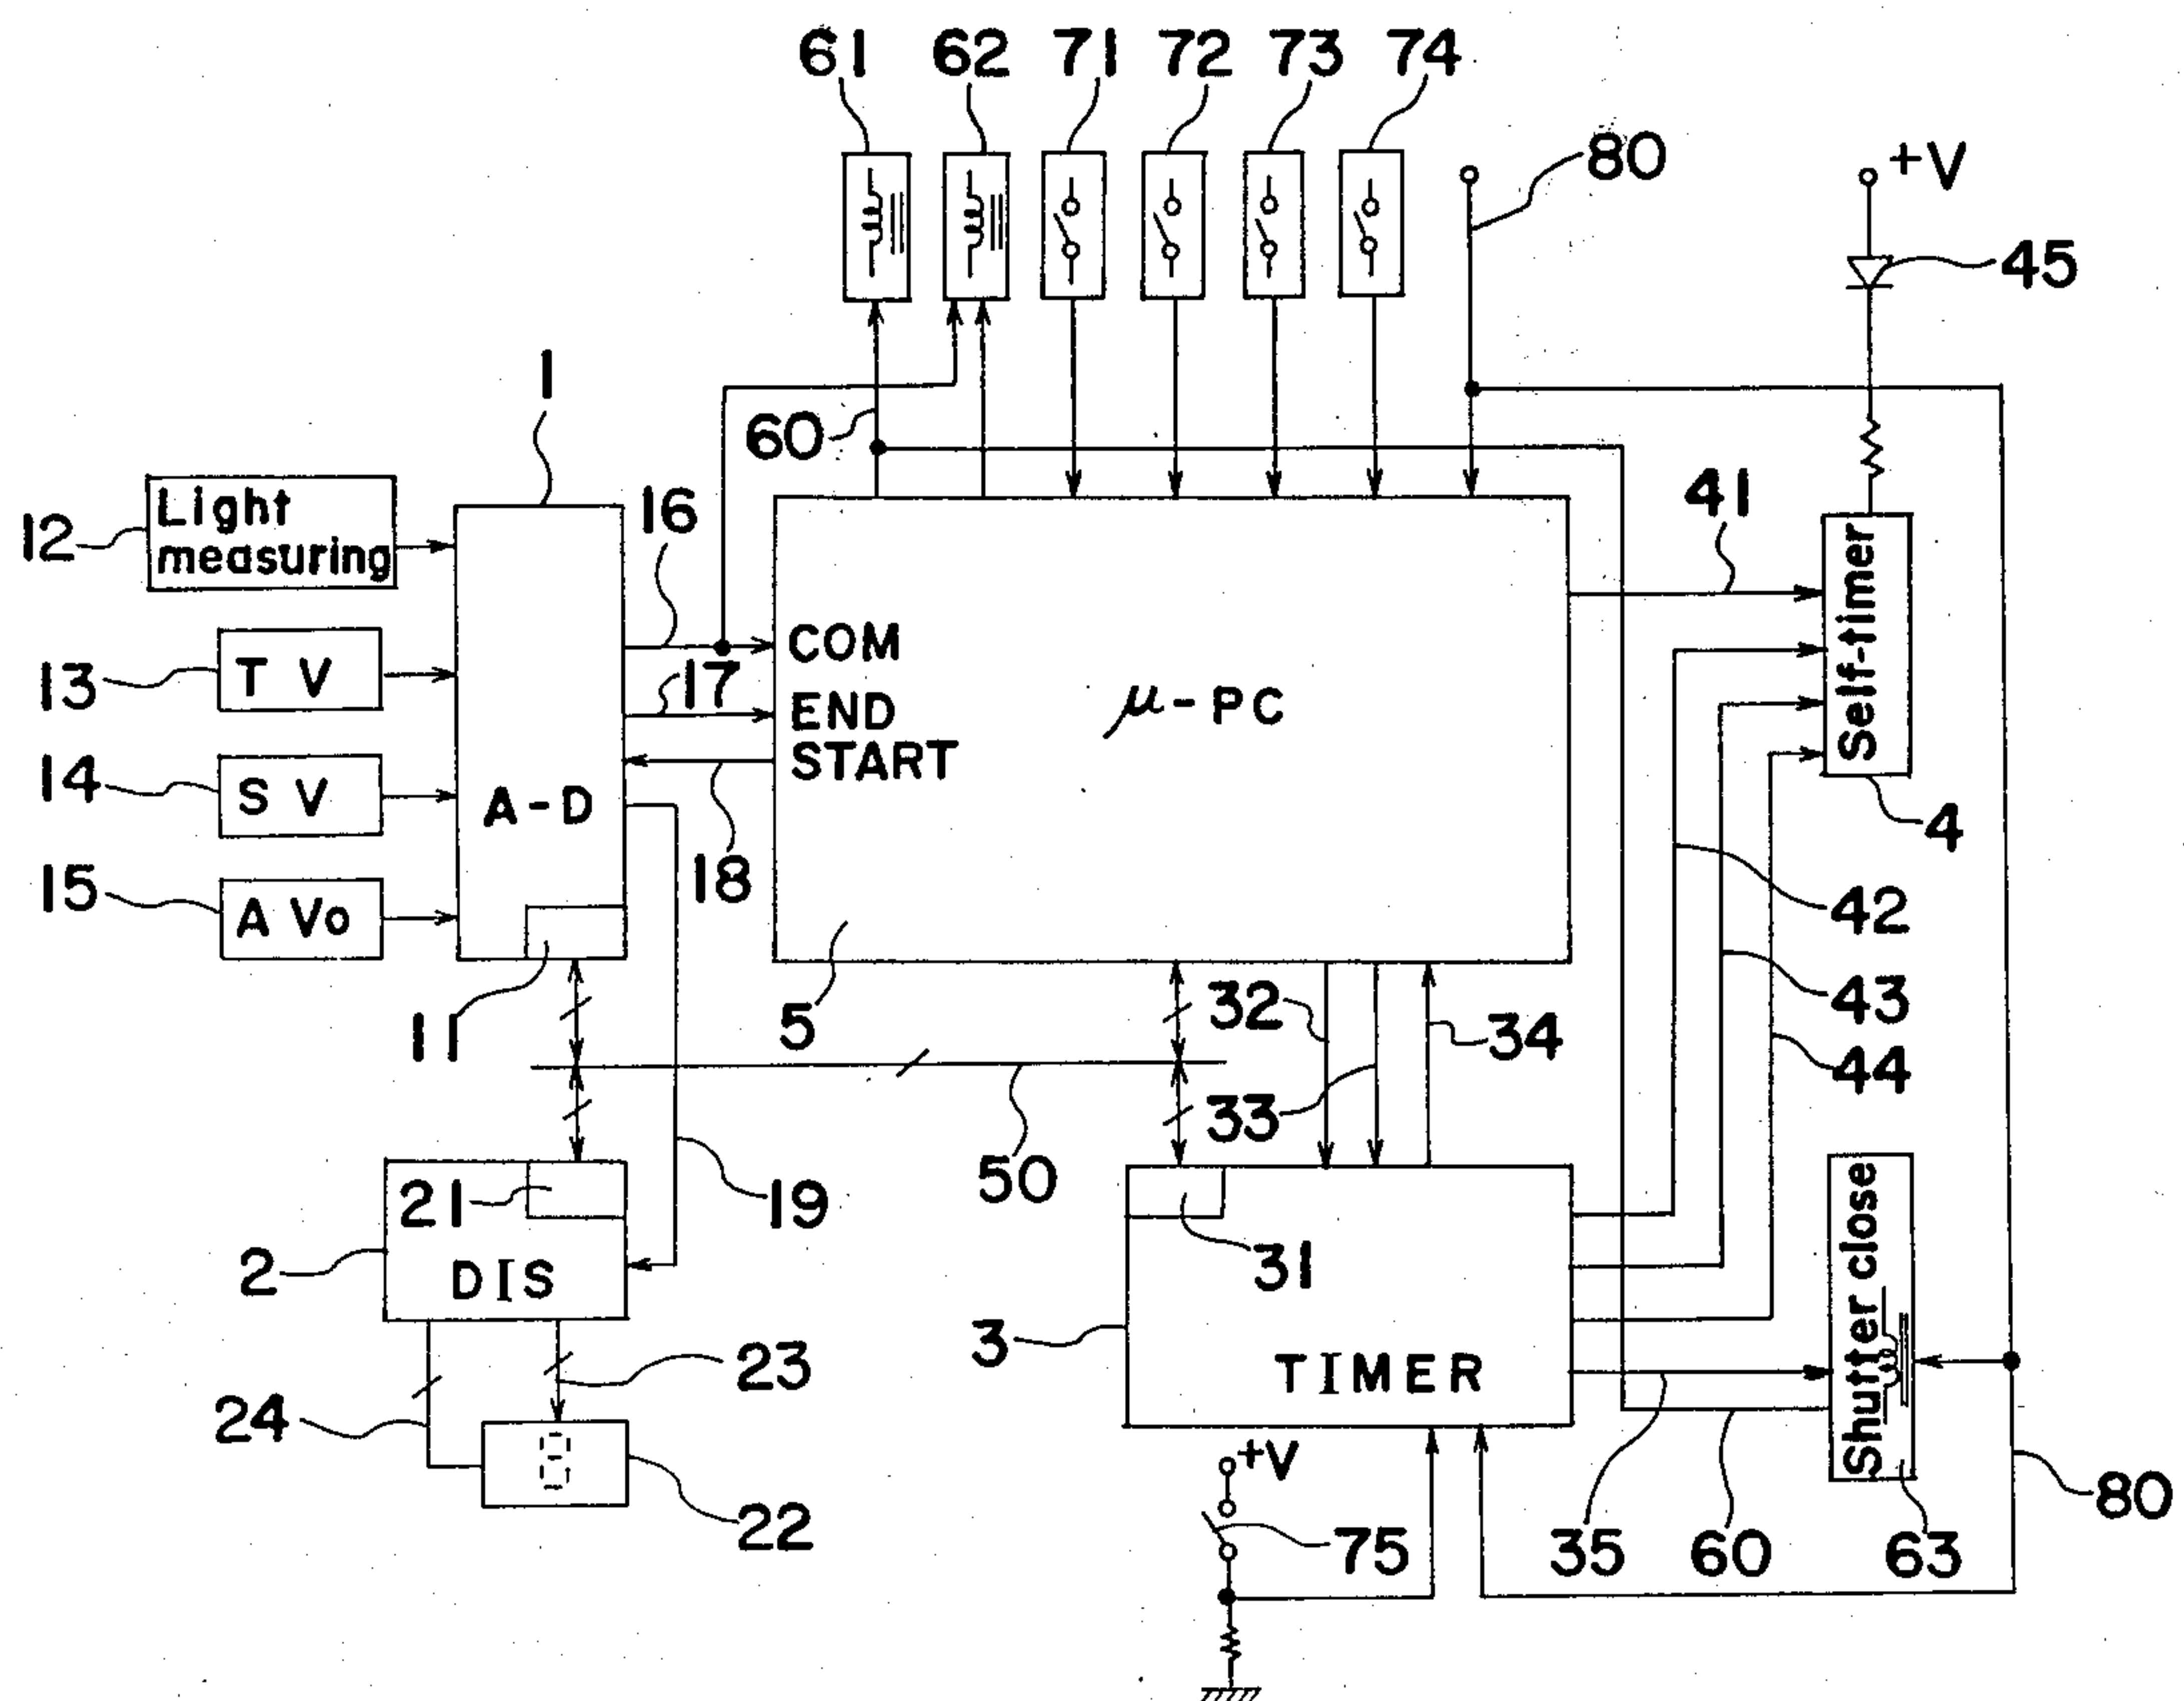 61 62 71 72 73 74
80
+V
45
1
60
16
41
12
Light
measuring
13
T V
14
S V
15
A Vo
A-D
17
18
COM
END
START
μ-PC
Self-timer
4
42
43
44
11
5
32
34
33
50
19
21
2
DIS
31
3
TIMER
Shutter close
23
24
22
+V
75
35
60
63
80